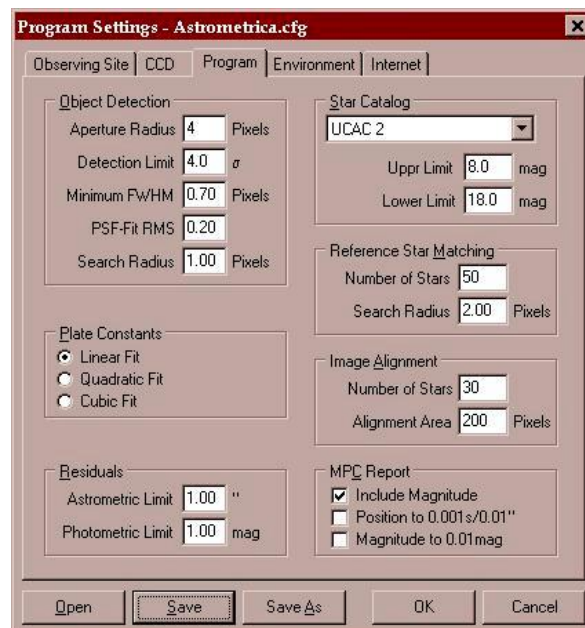 Program Settings - Astrometrica.cfg
Observing Site CCD Program Environment Internet
Object Detection
Aperture Radius 4 Pixels
Detection Limit 4.0 σ
Minimum FWHM 0.70 Pixels
PSF-Fit RMS 0.20
Search Radius 1.00 Pixels
Plate Constants
Linear Fit
Quadratic Fit
Cubic Fit
Residuals
Astrometric Limit 1.00 "
Photometric Limit 1.00 mag
Star Catalog
UCAC 2
Uppr Limit 8.0 mag
Lower Limit 18.0 mag
Reference Star Matching
Number of Stars 50
Search Radius 2.00 Pixels
Image Alignment
Number of Stars 30
Alignment Area 200 Pixels
MPC Report
Include Magnitude
Position to 0.001s/0.01"
Magnitude to 0.01mag
Open Save Save As OK Cancel